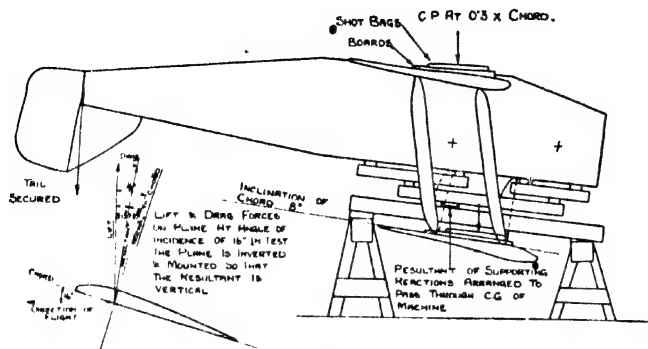 SHOT BAGS
BOARDS
C P AT 0·3 X CHORD.
TAIL
SECURED
INCLINATION OF
CHORD 8°
LIFT & DRAG FORCES
ON PLANE AT ANGLE OF
INCIDENCE OF 16° IN TEST
THE PLANE IS INVERTED
& MOUNTED SO THAT
THE RESULTANT IS
VERTICAL
RESULTANT OF SUPPORTING
REACTIONS ARRANGED TO
PASS THROUGH C.G OF
MACHINE
LIFT
DRAG
CHORD
16°
DIRECTION OF
FLIGHT